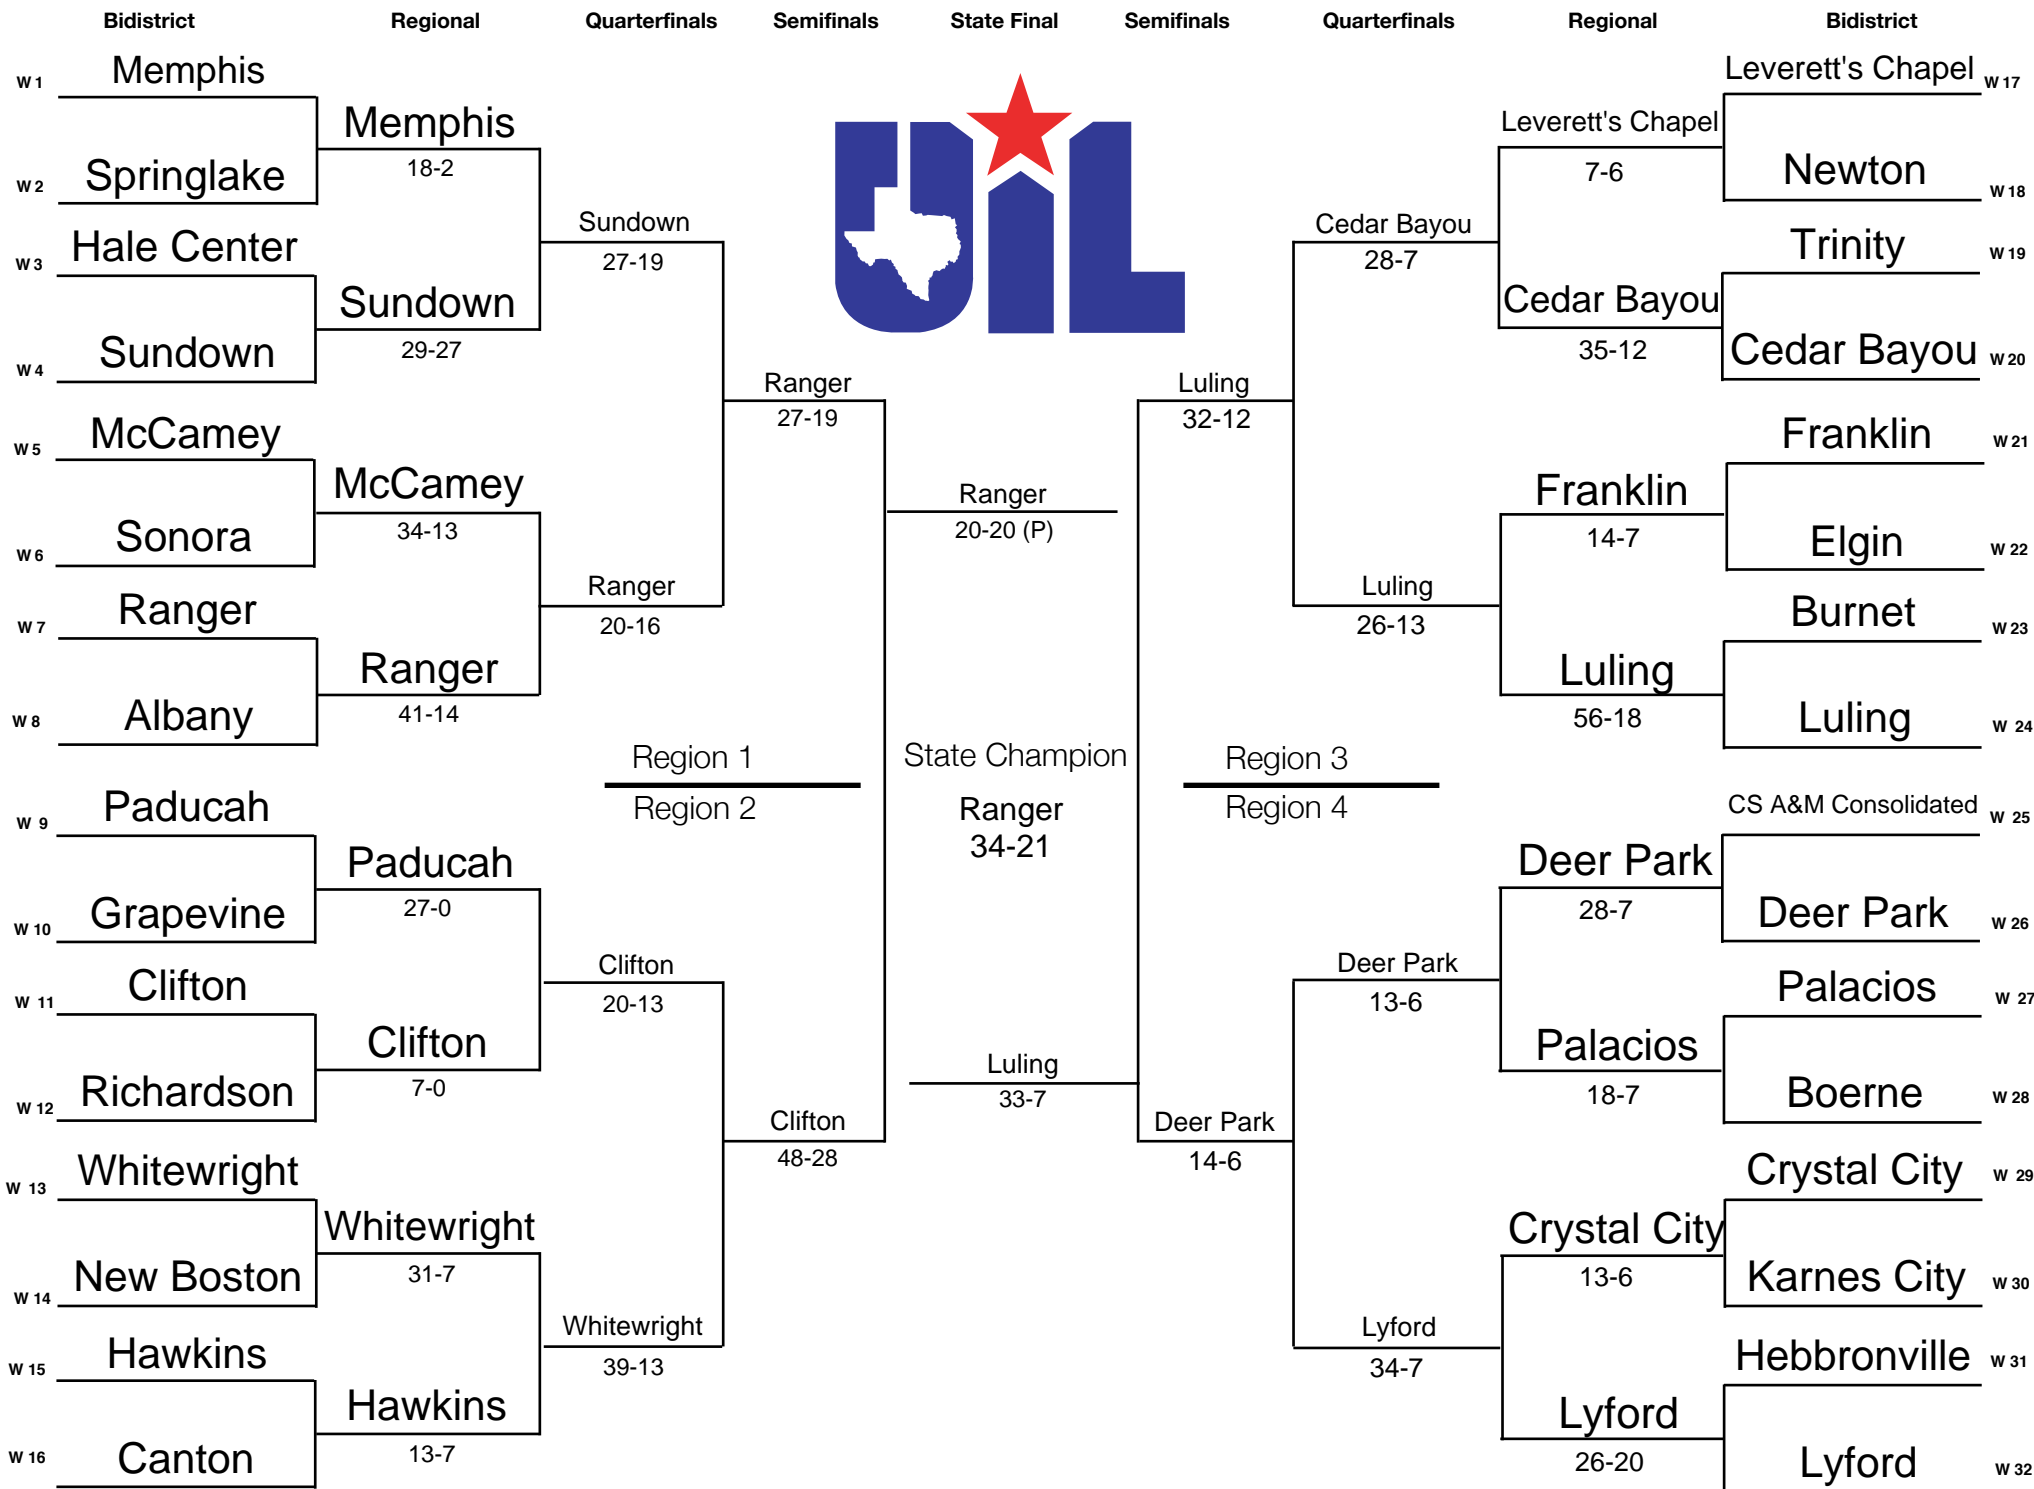 Bidistrict Regional Quarterfinals Semifinals State Final Semifinals Quarterfinals Regional Bidistrict
W 1 Memphis
W 2 Springlake
W 3 Hale Center
W 4 Sundown
W 5 McCamey
W 6 Sonora
W 7 Ranger
W 8 Albany
W 9 Paducah
W 10 Grapevine
W 11 Clifton
W 12 Richardson
W 13 Whitewright
W 14 New Boston
W 15 Hawkins
W 16 Canton
Memphis
18-2
Sundown
29-27
McCamey
34-13
Ranger
41-14
Paducah
27-0
Clifton
7-0
Whitewright
31-7
Hawkins
13-7
Sundown
27-19
Ranger
20-16
Clifton
20-13
Whitewright
39-13
Ranger
27-19
Clifton
48-28
Region 1
Region 2
UIL
Ranger
20-20 (P)
State Champion
Ranger
34-21
Luling
33-7
Luling
32-12
Deer Park
14-6
Region 3
Region 4
Cedar Bayou
28-7
Luling
26-13
Deer Park
13-6
Lyford
34-7
Leverett's Chapel
7-6
Cedar Bayou
35-12
Franklin
14-7
Luling
56-18
Deer Park
28-7
Palacios
18-7
Crystal City
13-6
Lyford
26-20
Leverett's Chapel W 17
Newton W 18
Trinity W 19
Cedar Bayou W 20
Franklin W 21
Elgin W 22
Burnet W 23
Luling W 24
CS A&M Consolidated W 25
Deer Park W 26
Palacios W 27
Boerne W 28
Crystal City W 29
Karnes City W 30
Hebbronville W 31
Lyford W 32